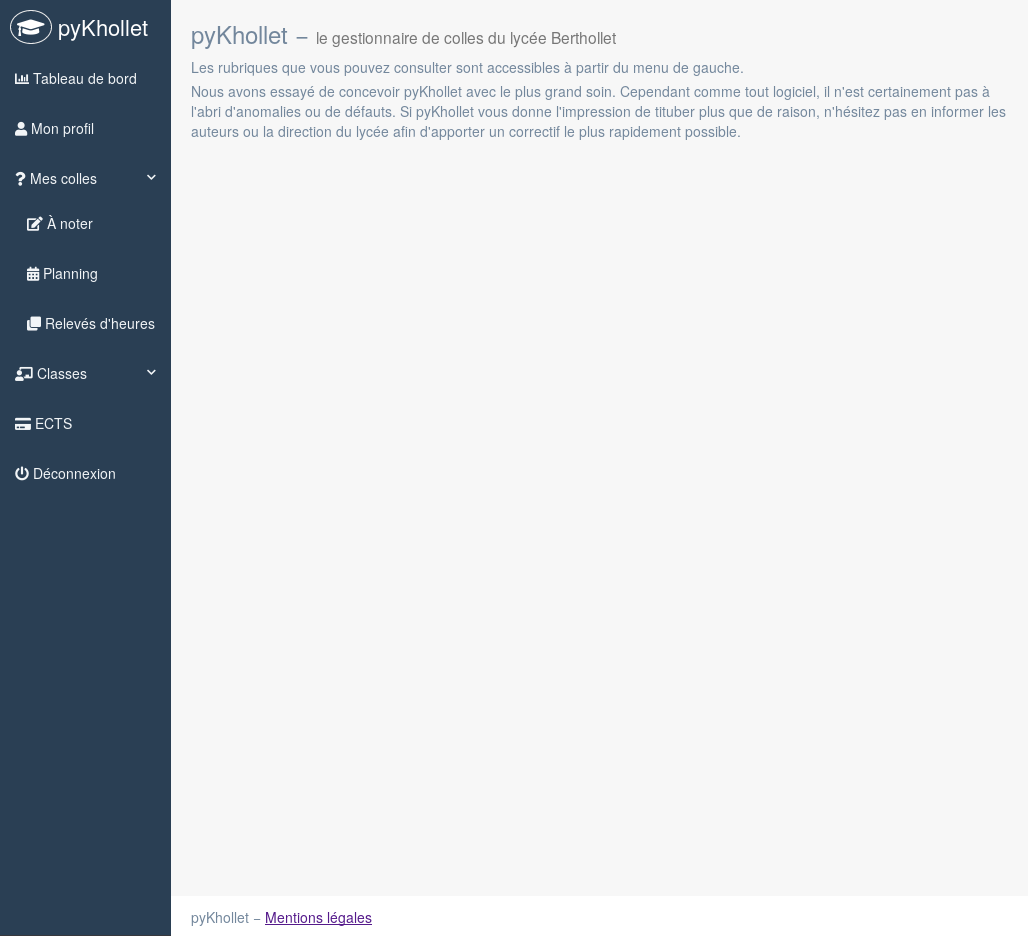 pyKhollet
Tableau de bord
Mon profil
Mes colles
À noter
Planning
Relevés d'heures
Classes
ECTS
Déconnexion
pyKhollet – le gestionnaire de colles du lycée Berthollet
Les rubriques que vous pouvez consulter sont accessibles à partir du menu de gauche.
Nous avons essayé de concevoir pyKhollet avec le plus grand soin. Cependant comme tout logiciel, il n'est certainement pas à
l'abri d'anomalies ou de défauts. Si pyKhollet vous donne l'impression de tituber plus que de raison, n'hésitez pas en informer les
auteurs ou la direction du lycée afin d'apporter un correctif le plus rapidement possible.
pyKhollet – Mentions légales